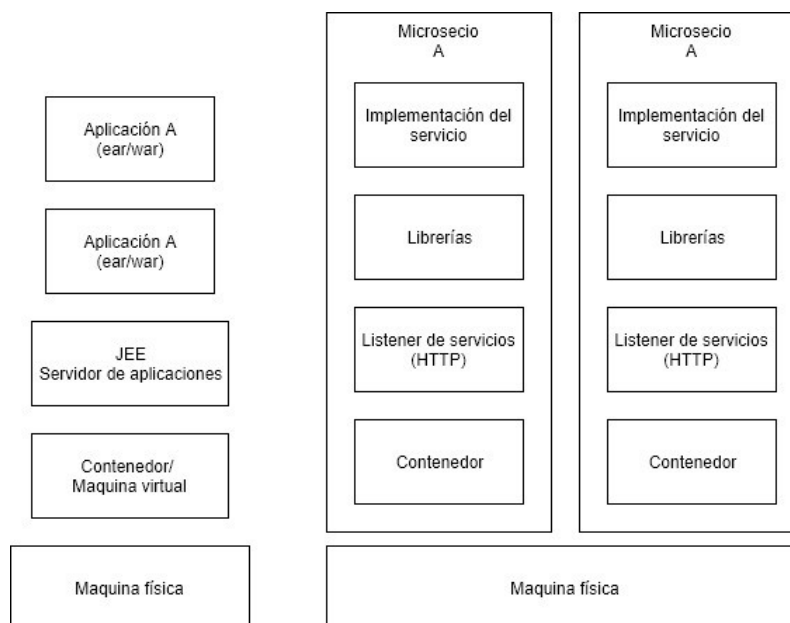 Aplicación A
(ear/war)
Aplicación A
(ear/war)
JEE
Servidor de aplicaciones
Contenedor/
Maquina virtual
Maquina física
Microsecio
A
Implementación del
servicio
Librerías
Listener de servicios
(HTTP)
Contenedor
Microsecio
A
Implementación del
servicio
Librerías
Listener de servicios
(HTTP)
Contenedor
Maquina física